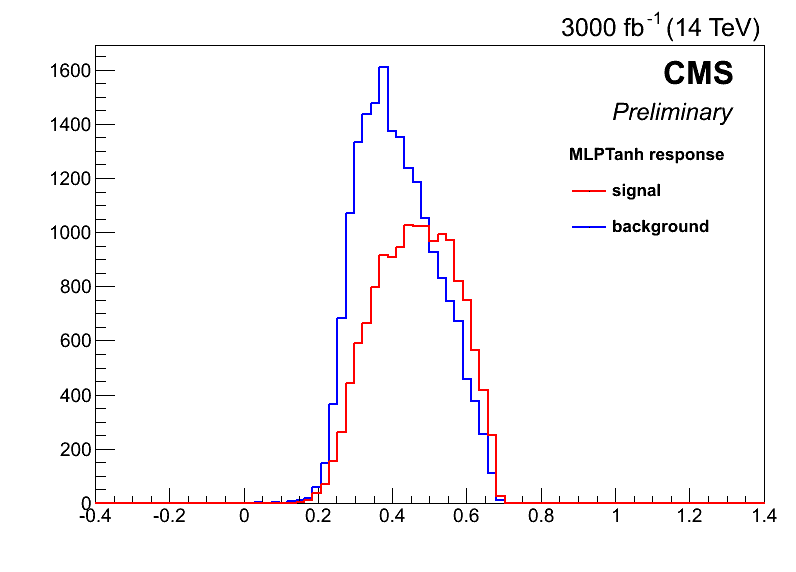 3000 fb⁻¹ (14 TeV)
CMS
Preliminary
MLPTanh response
signal
background
1600
1400
1200
1000
800
600
400
200
0
-0.4 -0.2 0 0.2 0.4 0.6 0.8 1 1.2 1.4